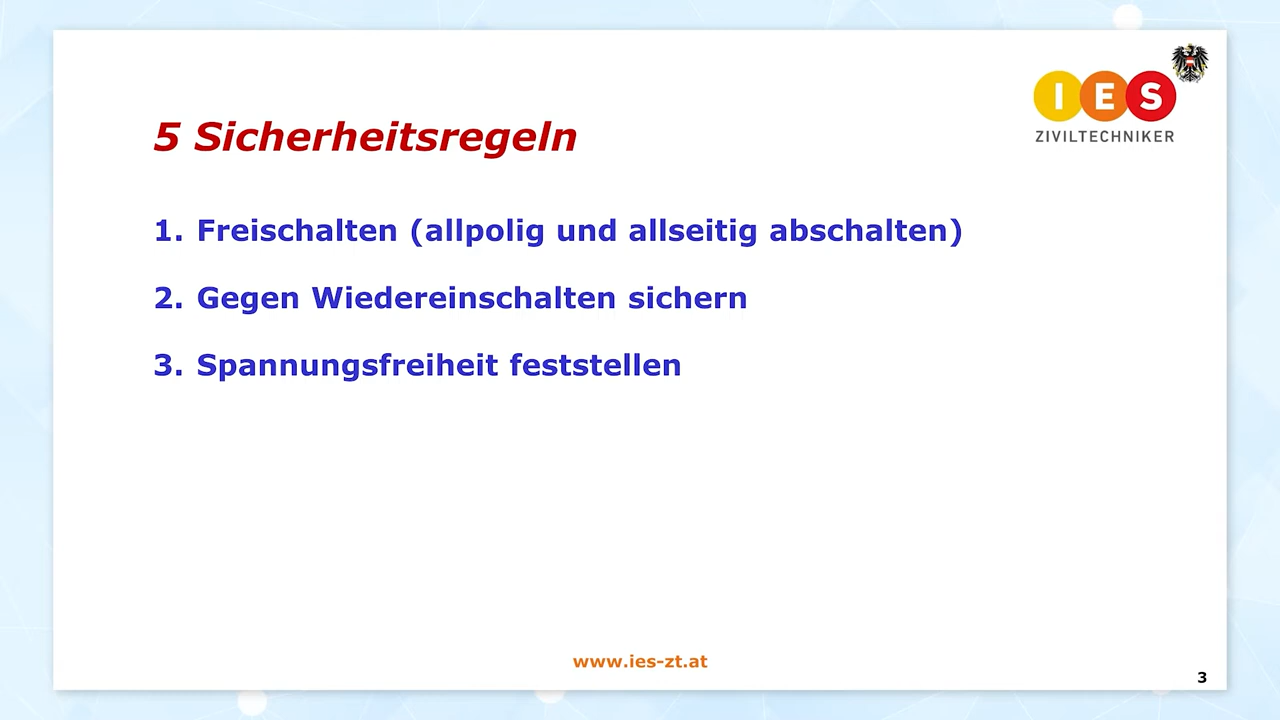 I E S
ZIVILTECHNIKER
5 Sicherheitsregeln
1. Freischalten (allpolig und allseitig abschalten)
2. Gegen Wiedereinschalten sichern
3. Spannungsfreiheit feststellen
www.ies-zt.at
3